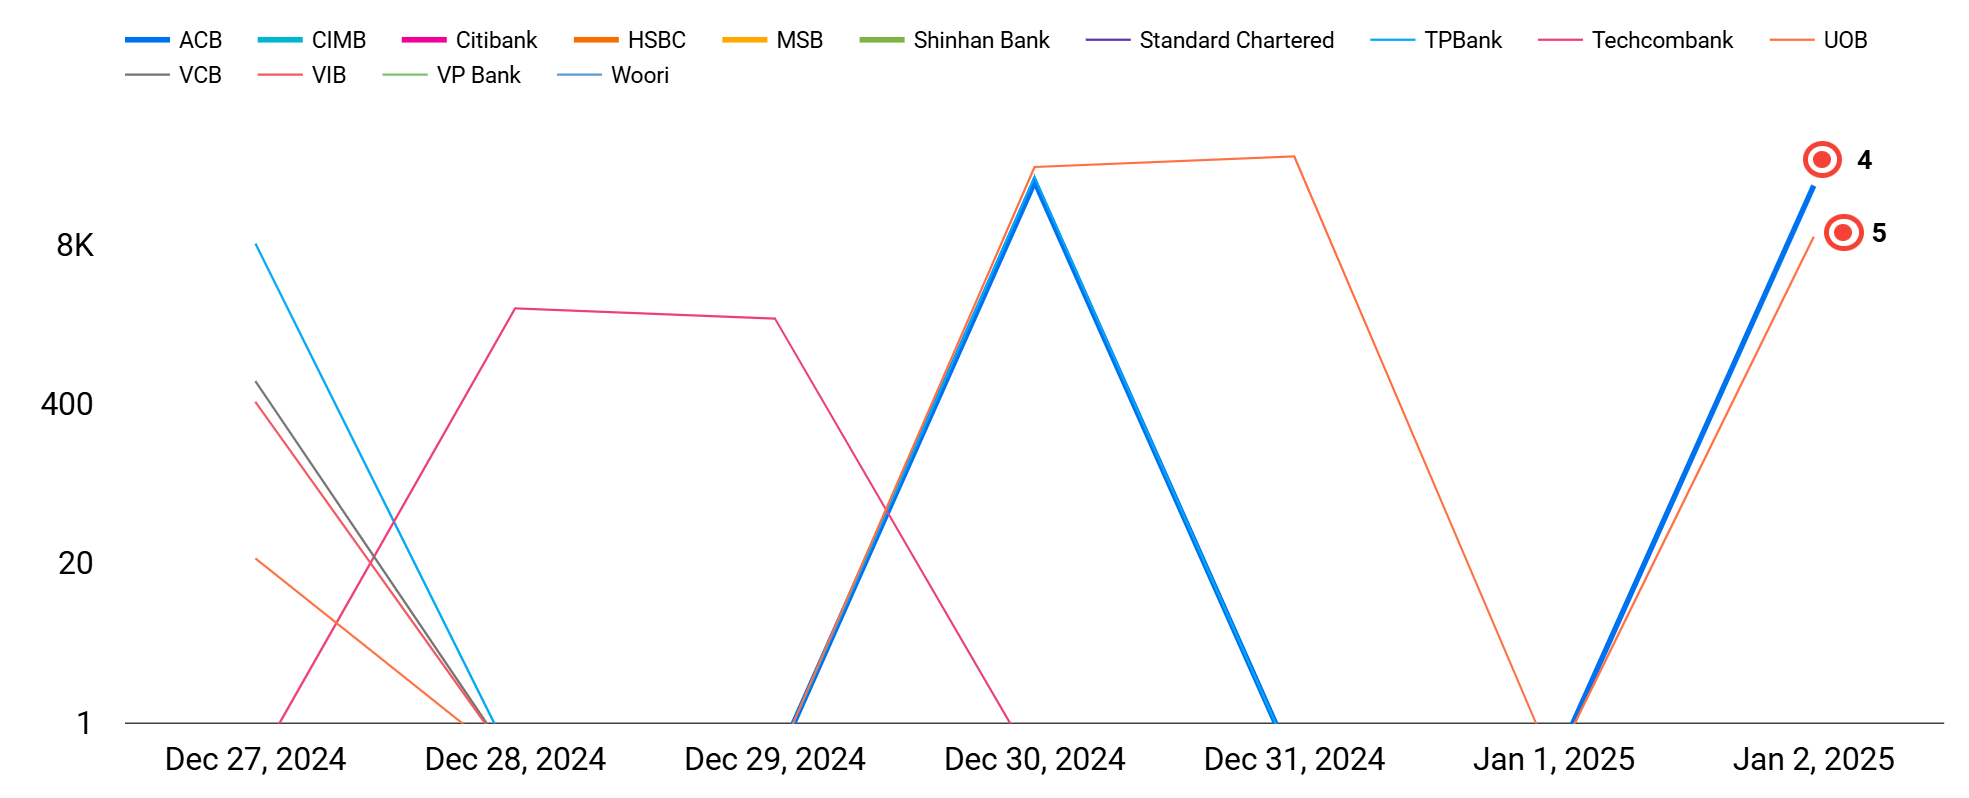 ACB CIMB Citibank HSBC MSB Shinhan Bank Standard Chartered TPBank Techcombank UOB
VCB VIB VP Bank Woori
4
5
8K
400
20
1
Dec 27, 2024 Dec 28, 2024 Dec 29, 2024 Dec 30, 2024 Dec 31, 2024 Jan 1, 2025 Jan 2, 2025